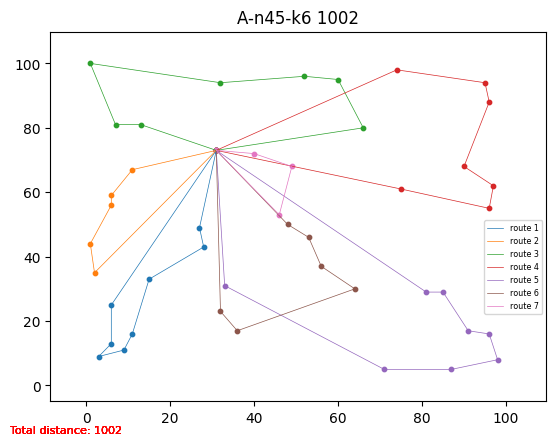 A-n45-k6 1002
100
80
60
40
20
0
0 20 40 60 80 100
route 1
route 2
route 3
route 4
route 5
route 6
route 7
Total distance: 1002